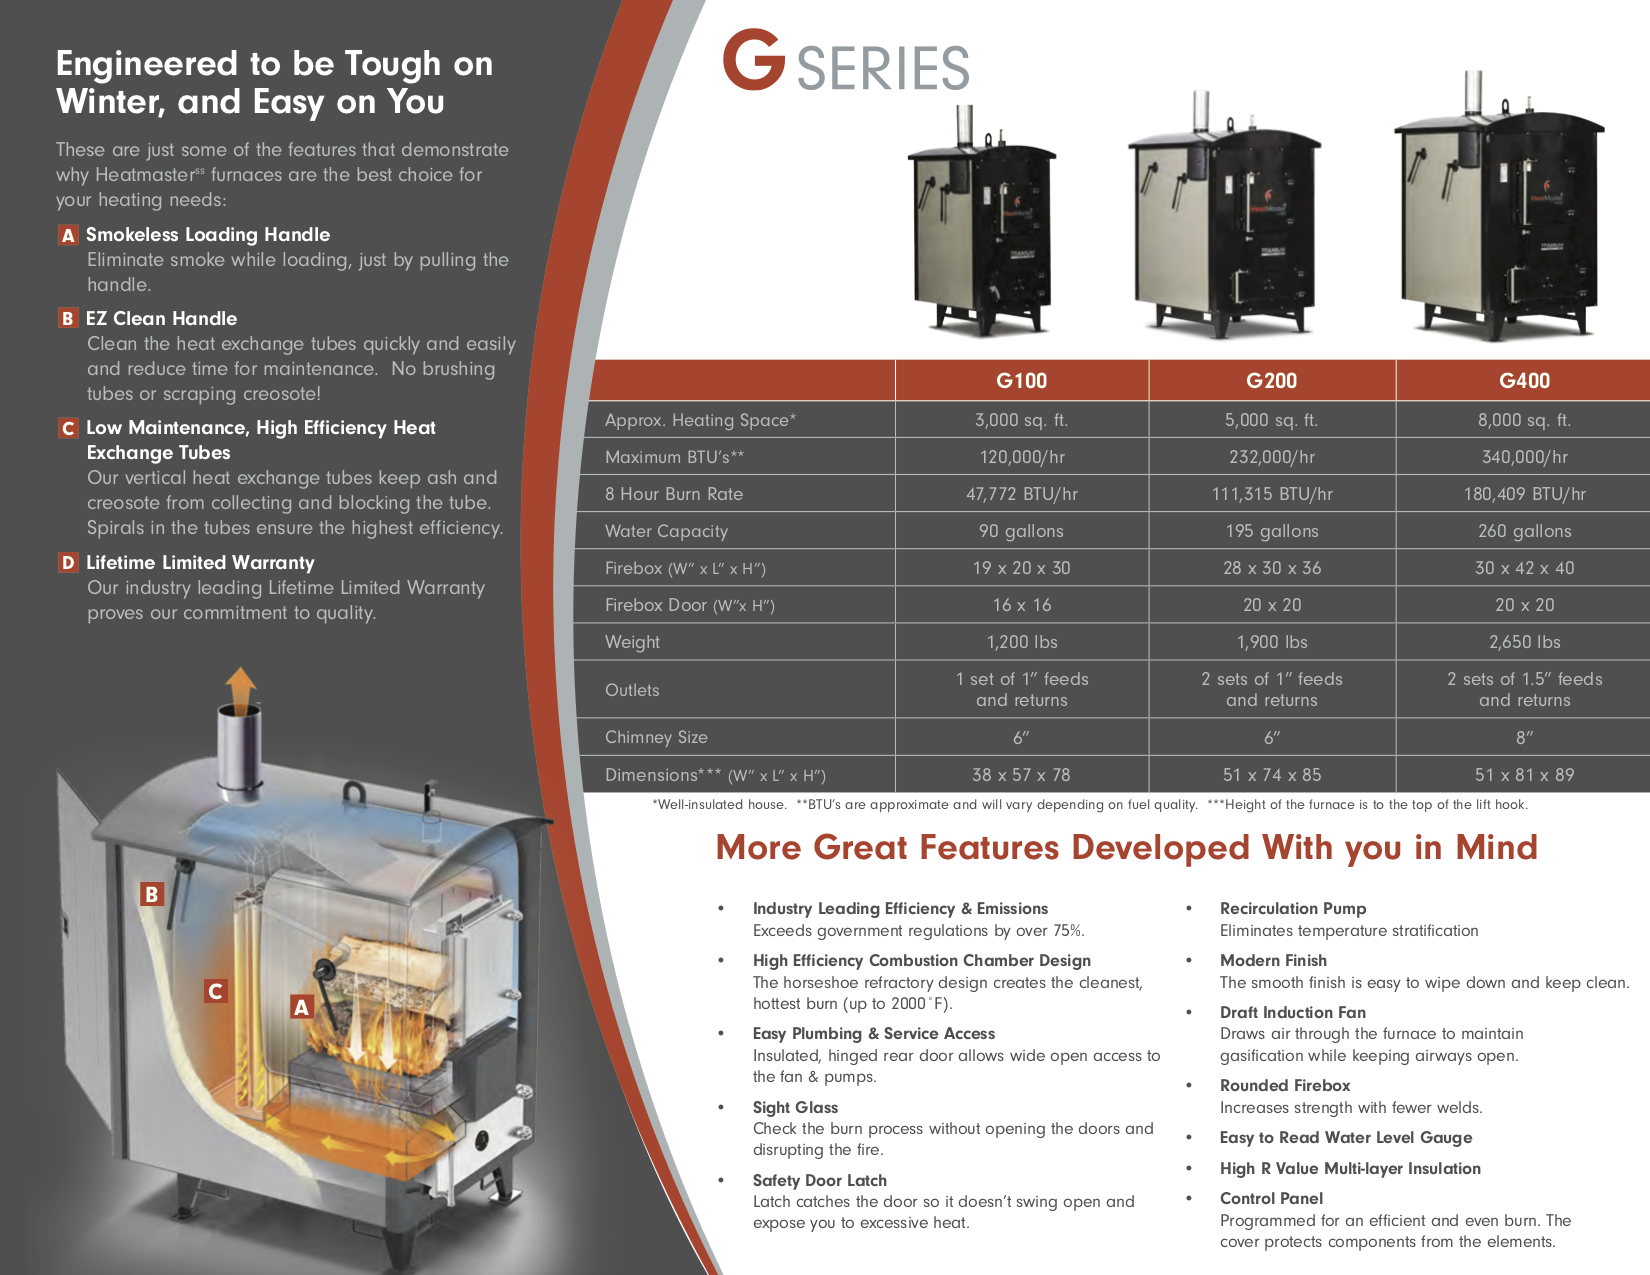 Engineered to be Tough on
Winter, and Easy on You
These are just some of the features that demonstrate
why Heatmasterss furnaces are the best choice for
your heating needs:
A Smokeless Loading Handle
Eliminate smoke while loading, just by pulling the
handle.
B EZ Clean Handle
Clean the heat exchange tubes quickly and easily
and reduce time for maintenance.  No brushing
tubes or scraping creosote!
C Low Maintenance, High Efficiency Heat
Exchange Tubes
Our vertical heat exchange tubes keep ash and
creosote from collecting and blocking the tube.
Spirals in the tubes ensure the highest efficiency.
D Lifetime Limited Warranty
Our industry leading Lifetime Limited Warranty
proves our commitment to quality.
B
C
A
G SERIES
HeatMaster
TITANIUM
HeatMaster
TITANIUM
HeatMaster
TITANIUM
G100 G200 G400
Approx. Heating Space* 3,000 sq. ft. 5,000 sq. ft. 8,000 sq. ft.
Maximum BTU's** 120,000/hr 232,000/hr 340,000/hr
8 Hour Burn Rate 47,772 BTU/hr 111,315 BTU/hr 180,409 BTU/hr
Water Capacity 90 gallons 195 gallons 260 gallons
Firebox (W” x L” x H”) 19 x 20 x 30 28 x 30 x 36 30 x 42 x 40
Firebox Door (W”x H”) 16 x 16 20 x 20 20 x 20
Weight 1,200 lbs 1,900 lbs 2,650 lbs
Outlets 1 set of 1” feeds and returns 2 sets of 1” feeds and returns 2 sets of 1.5” feeds and returns
Chimney Size 6” 6” 8”
Dimensions*** (W” x L” x H”) 38 x 57 x 78 51 x 74 x 85 51 x 81 x 89
*Well-insulated house.  **BTU's are approximate and will vary depending on fuel quality.  ***Height of the furnace is to the top of the lift hook.
More Great Features Developed With you in Mind
• Industry Leading Efficiency & Emissions
Exceeds government regulations by over 75%.
• High Efficiency Combustion Chamber Design
The horseshoe refractory design creates the cleanest,
hottest burn (up to 2000˚F).
• Easy Plumbing & Service Access
Insulated, hinged rear door allows wide open access to
the fan & pumps.
• Sight Glass
Check the burn process without opening the doors and
disrupting the fire.
• Safety Door Latch
Latch catches the door so it doesn't swing open and
expose you to excessive heat.
• Recirculation Pump
Eliminates temperature stratification
• Modern Finish
The smooth finish is easy to wipe down and keep clean.
• Draft Induction Fan
Draws air through the furnace to maintain
gasification while keeping airways open.
• Rounded Firebox
Increases strength with fewer welds.
• Easy to Read Water Level Gauge
• High R Value Multi-layer Insulation
• Control Panel
Programmed for an efficient and even burn. The
cover protects components from the elements.